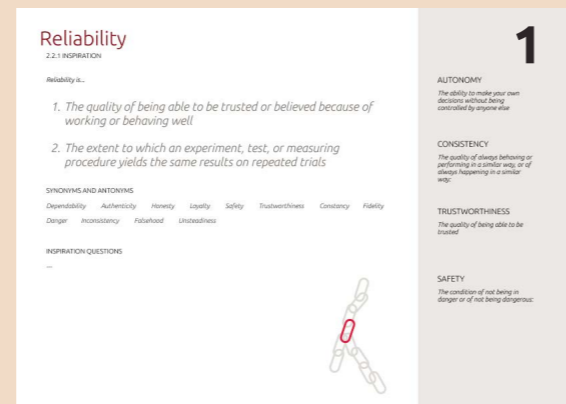 Reliability
2.2.1 INSPIRATION
Reliability is...
1. The quality of being able to be trusted or believed because of
working or behaving well
2. The extent to which an experiment, test, or measuring
procedure yields the same results on repeated trials
SYNONYMS AND ANTONYMS
Dependability Authenticity Honesty Loyalty Safety Trustworthiness Constancy Fidelity
Danger Inconsistency Falsehood Unsteadiness
INSPIRATION QUESTIONS
...
1
AUTONOMY
The ability to make your own
decisions without being
controlled by anyone else
CONSISTENCY
The quality of always behaving or
performing in a similar way, or of
always happening in a similar
way:
TRUSTWORTHINESS
The quality of being able to be
trusted
SAFETY
The condition of not being in
danger or of not being dangerous: